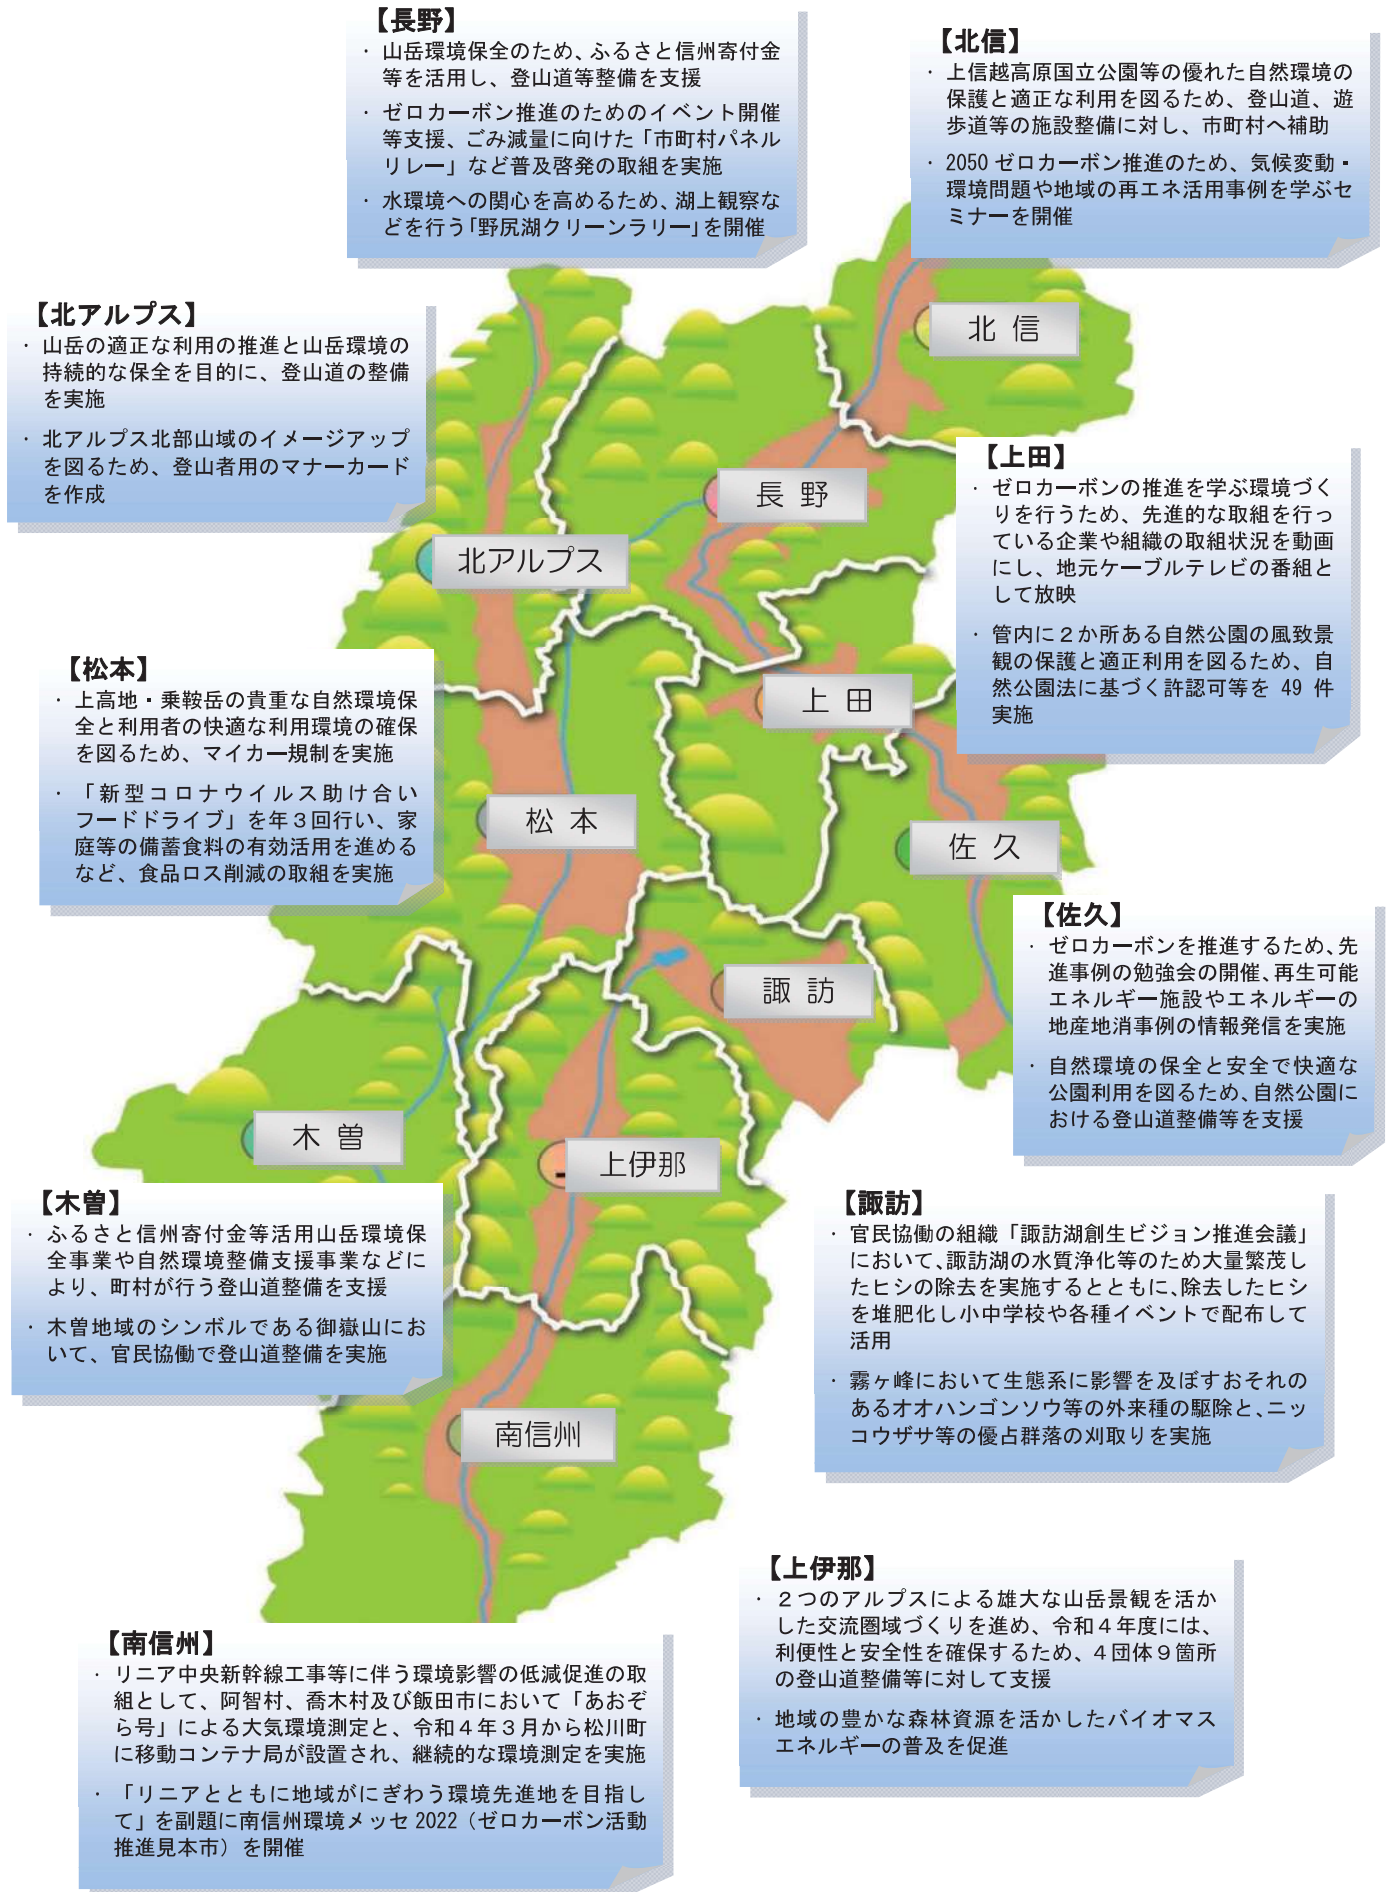 【長野】
・ 山岳環境保全のため、ふるさと信州寄付金
等を活用し、登山道等整備を支援
・ ゼロカーボン推進のためのイベント開催
等支援、ごみ減量に向けた「市町村パネル
リレー」など普及啓発の取組を実施
・ 水環境への関心を高めるため、湖上観察な
どを行う「野尻湖クリーンラリー」を開催
【北信】
・ 上信越高原国立公園等の優れた自然環境の
保護と適正な利用を図るため、登山道、遊
歩道等の施設整備に対し、市町村へ補助
・ 2050 ゼロカーボン推進のため、気候変動・
環境問題や地域の再エネ活用事例を学ぶセ
ミナーを開催
【北アルプス】
・ 山岳の適正な利用の推進と山岳環境の
持続的な保全を目的に、登山道の整備
を実施
・ 北アルプス北部山域のイメージアップ
を図るため、登山者用のマナーカード
を作成
北 信
長 野
北アルプス
【上田】
・ ゼロカーボンの推進を学ぶ環境づく
りを行うため、先進的な取組を行っ
ている企業や組織の取組状況を動画
にし、地元ケーブルテレビの番組と
して放映
・ 管内に２か所ある自然公園の風致景
観の保護と適正利用を図るため、自
然公園法に基づく許認可等を 49 件
実施
【松本】
・ 上高地・乗鞍岳の貴重な自然環境保
全と利用者の快適な利用環境の確保
を図るため、マイカー規制を実施
・ 「新型コロナウイルス助け合い
フードドライブ」を年３回行い、家
庭等の備蓄食料の有効活用を進める
など、食品ロス削減の取組を実施
上 田
松 本
佐 久
【佐久】
・ ゼロカーボンを推進するため、先
進事例の勉強会の開催、再生可能
エネルギー施設やエネルギーの
地産地消事例の情報発信を実施
・ 自然環境の保全と安全で快適な
公園利用を図るため、自然公園に
おける登山道整備等を支援
諏 訪
木 曽
上伊那
【木曽】
・ ふるさと信州寄付金等活用山岳環境保
全事業や自然環境整備支援事業などに
より、町村が行う登山道整備を支援
・ 木曽地域のシンボルである御嶽山にお
いて、官民協働で登山道整備を実施
【諏訪】
・ 官民協働の組織「諏訪湖創生ビジョン推進会議」
において、諏訪湖の水質浄化等のため大量繁茂し
たヒシの除去を実施するとともに、除去したヒシ
を堆肥化し小中学校や各種イベントで配布して
活用
・ 霧ヶ峰において生態系に影響を及ぼすおそれの
あるオオハンゴンソウ等の外来種の駆除と、ニッ
コウザサ等の優占群落の刈取りを実施
南信州
【上伊那】
・ ２つのアルプスによる雄大な山岳景観を活か
した交流圏域づくりを進め、令和４年度には、
利便性と安全性を確保するため、４団体９箇所
の登山道整備等に対して支援
・ 地域の豊かな森林資源を活かしたバイオマス
エネルギーの普及を促進
【南信州】
・ リニア中央新幹線工事等に伴う環境影響の低減促進の取
組として、阿智村、喬木村及び飯田市において「あおぞ
ら号」による大気環境測定と、令和４年３月から松川町
に移動コンテナ局が設置され、継続的な環境測定を実施
・ 「リニアとともに地域がにぎわう環境先進地を目指し
て」を副題に南信州環境メッセ 2022（ゼロカーボン活動
推進見本市）を開催